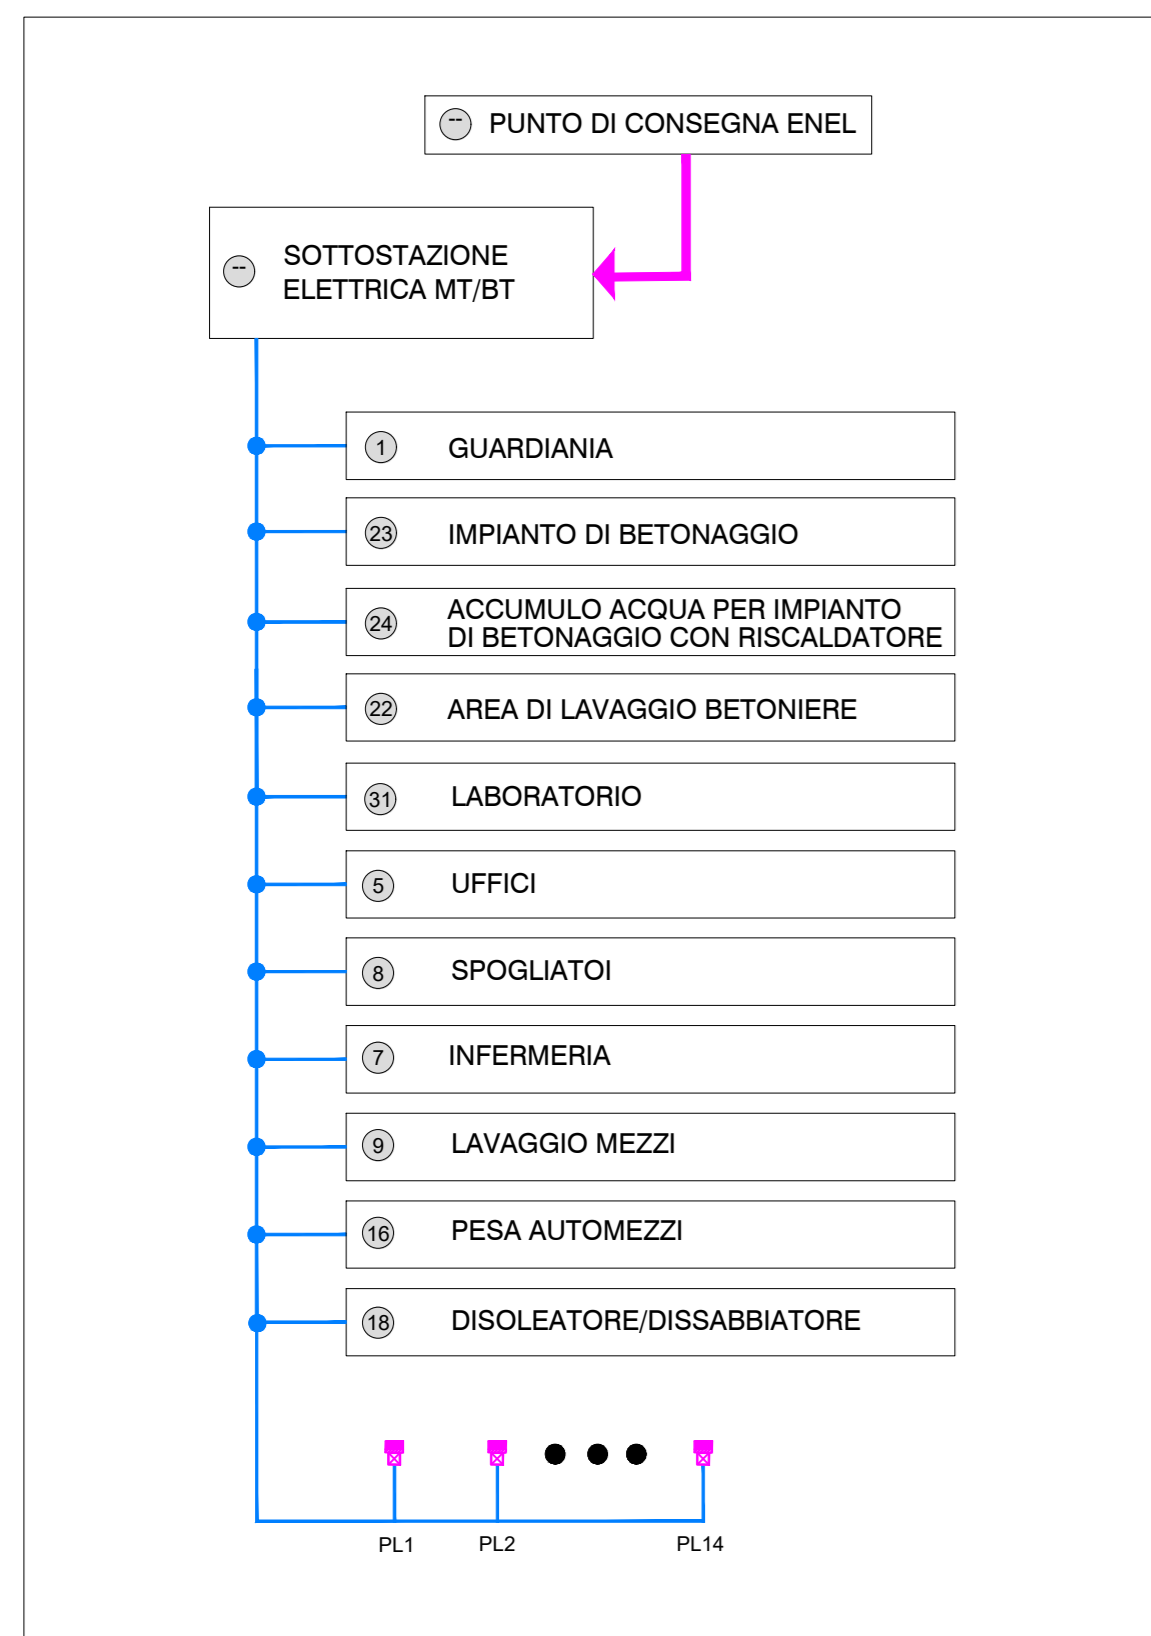 -- PUNTO DI CONSEGNA ENEL
-- SOTTOSTAZIONE
ELETTRICA MT/BT
1 GUARDIANIA
23 IMPIANTO DI BETONAGGIO
24 ACCUMULO ACQUA PER IMPIANTO
DI BETONAGGIO CON RISCALDATORE
22 AREA DI LAVAGGIO BETONIERE
31 LABORATORIO
5 UFFICI
8 SPOGLIATOI
7 INFERMERIA
9 LAVAGGIO MEZZI
16 PESA AUTOMEZZI
18 DISOLEATORE/DISSABBIATORE
PL1 PL2 PL14